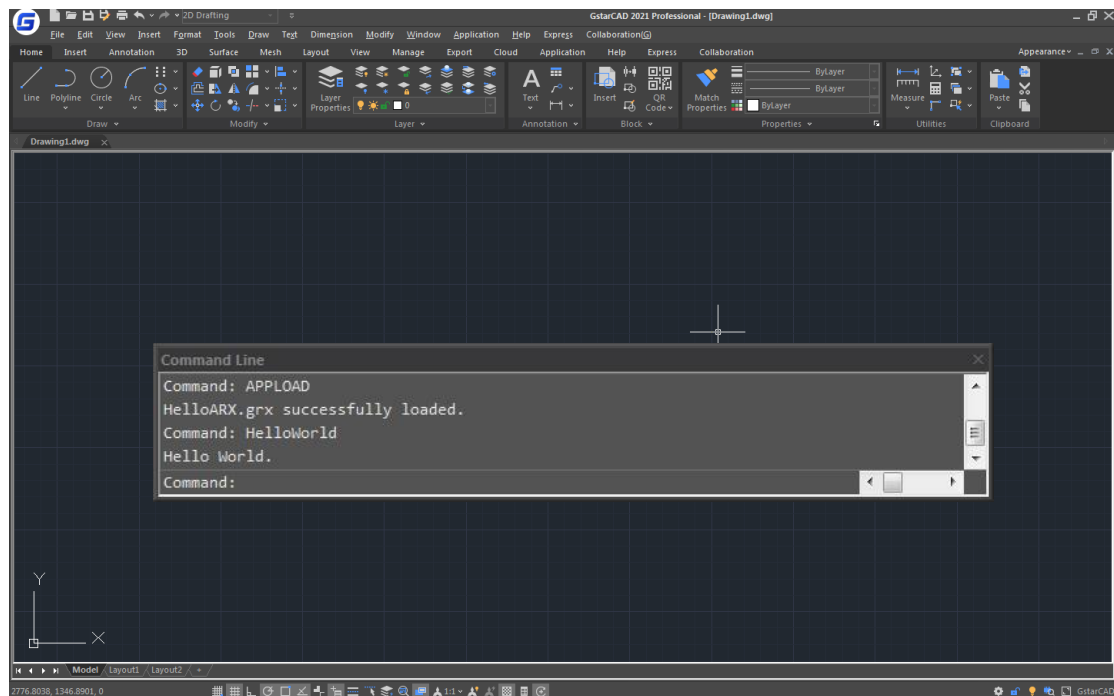 2D Drafting GstarCAD 2021 Professional - [Drawing1.dwg]
File Edit View Insert Format Tools Draw Text Dimension Modify Window Application Help Express Collaboration(G)
Home Insert Annotation 3D Surface Mesh Layout View Manage Export Cloud Application Help Express Collaboration Appearance
Line Polyline Circle Arc Layer Properties 0 Text Insert QR Code Match Properties ByLayer ByLayer ByLayer Measure Paste
Draw Modify Layer Annotation Block Properties Utilities Clipboard
Drawing1.dwg
Command Line
Command: APPLOAD
HelloARX.grx successfully loaded.
Command: HelloWorld
Hello World.
Command:
Y
X
Model Layout1 Layout2 +
2776.8038, 1346.8901, 0 1:1 GstarCAD